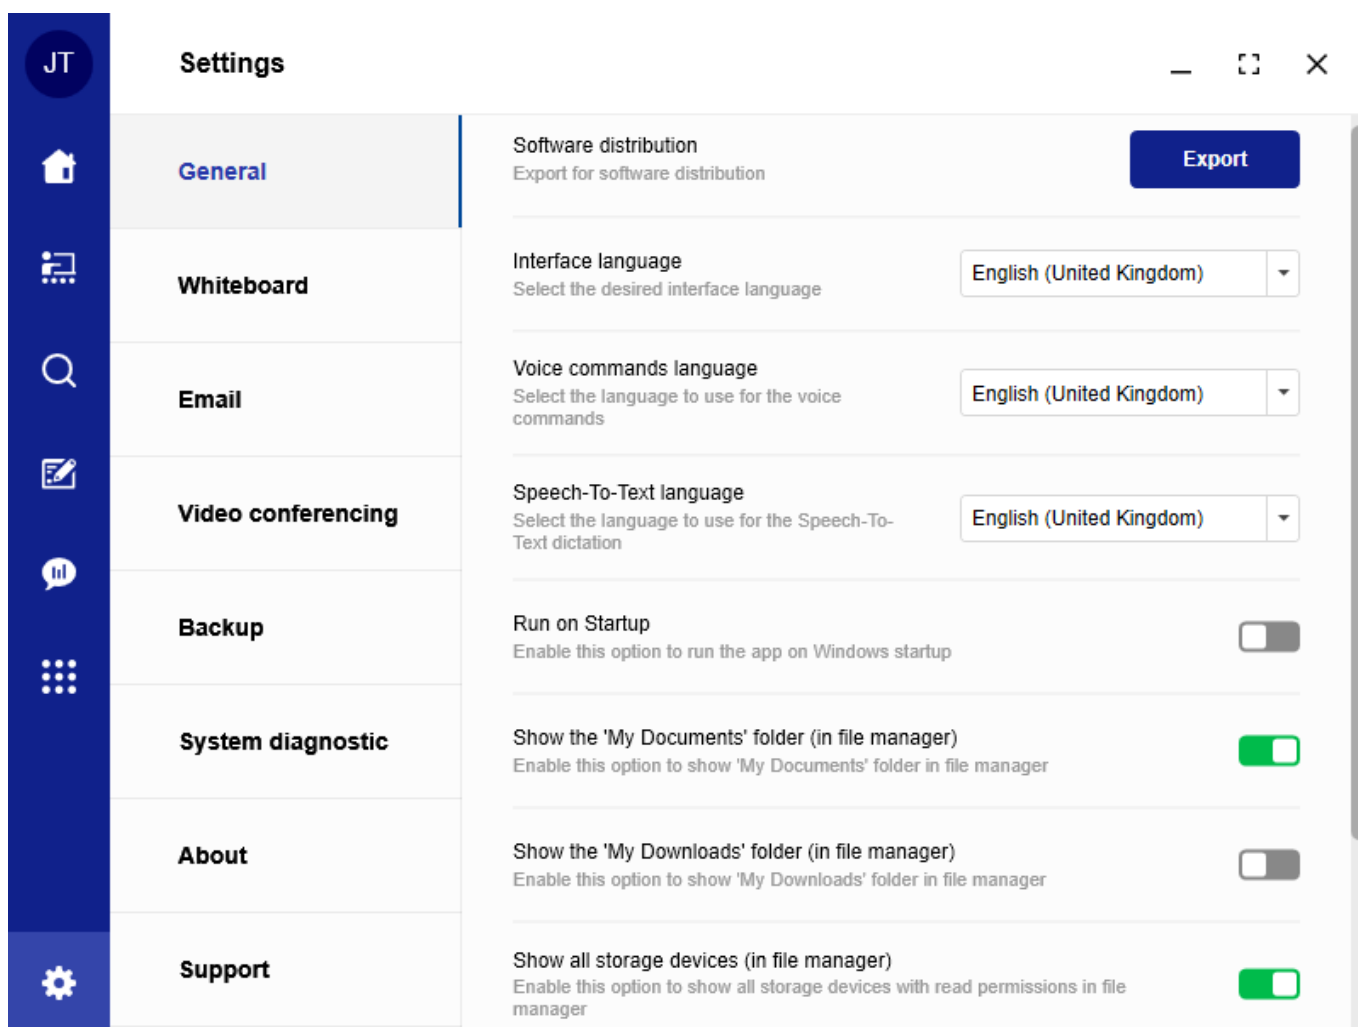 JT
Settings
General
Whiteboard
Email
Video conferencing
Backup
System diagnostic
About
Support
Software distribution
Export for software distribution
Export
Interface language
Select the desired interface language
English (United Kingdom)
Voice commands language
Select the language to use for the voice
commands
English (United Kingdom)
Speech-To-Text language
Select the language to use for the Speech-To-
Text dictation
English (United Kingdom)
Run on Startup
Enable this option to run the app on Windows startup
Show the 'My Documents' folder (in file manager)
Enable this option to show 'My Documents' folder in file manager
Show the 'My Downloads' folder (in file manager)
Enable this option to show 'My Downloads' folder in file manager
Show all storage devices (in file manager)
Enable this option to show all storage devices with read permissions in file
manager